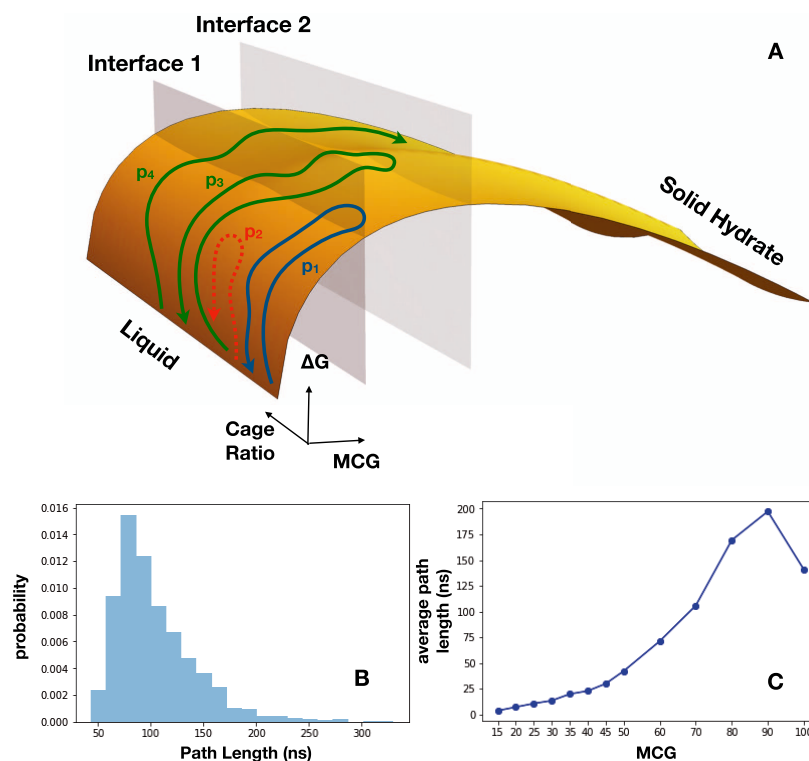 Interface 2
A
Interface 1
p4
p3
p2
p1
Solid Hydrate
Liquid
ΔG
Cage
Ratio
MCG
0.016
0.014
0.012
0.010
0.008
0.006
0.004
0.002
0.000
probability
B
50
100
150
200
250
300
Path Length (ns)
200
175
150
125
100
75
50
25
0
average path
length (ns)
C
15
20
25
30
35
40
45
50
60
70
80
90
100
MCG